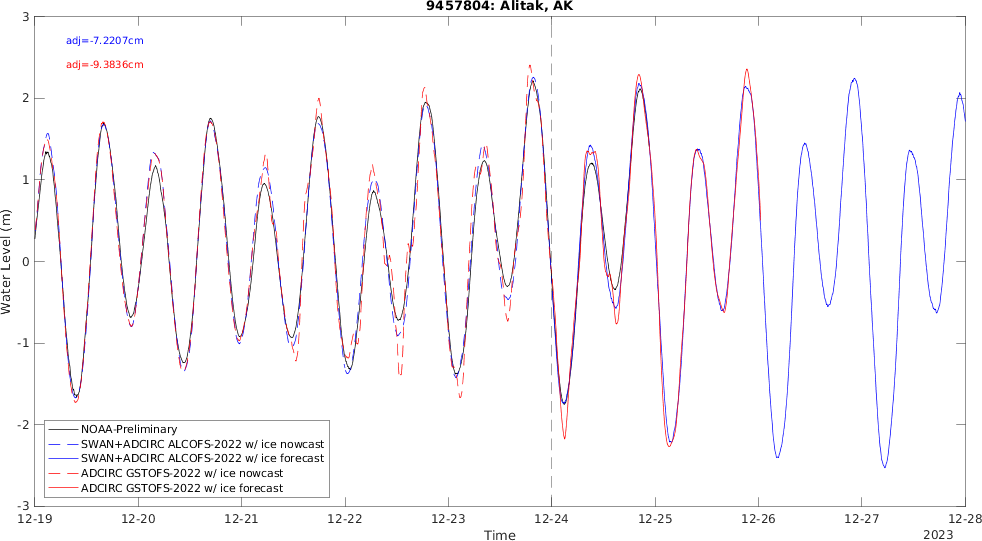 9457804: Alitak, AK
adj=-7.2207cm
adj=-9.3836cm
Water Level (m)
3
2
1
0
-1
-2
-3
NOAA-Preliminary
SWAN+ADCIRC ALCOFS-2022 w/ ice nowcast
SWAN+ADCIRC ALCOFS-2022 w/ ice forecast
ADCIRC GSTOFS-2022 w/ ice nowcast
ADCIRC GSTOFS-2022 w/ ice forecast
12-19 12-20 12-21 12-22 12-23 12-24 12-25 12-26 12-27 12-28
Time
2023